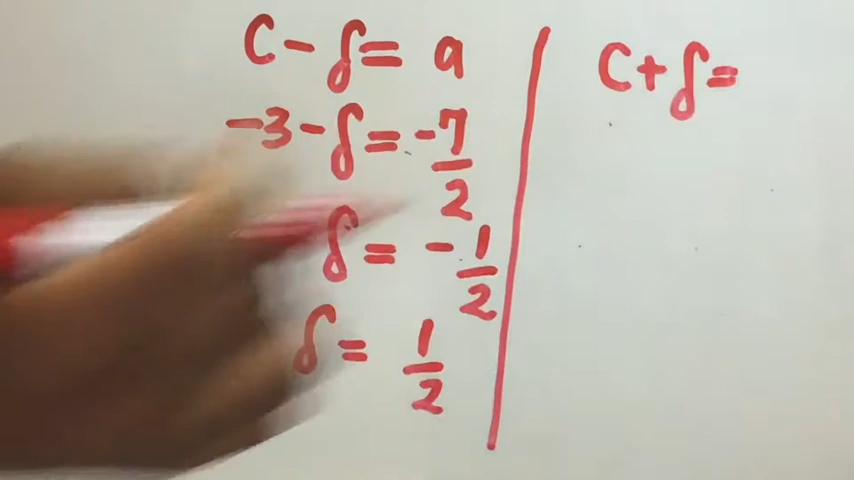 C - δ = a
-3 - δ = -7/2
δ = -1/2
δ = 1/2
C + δ =